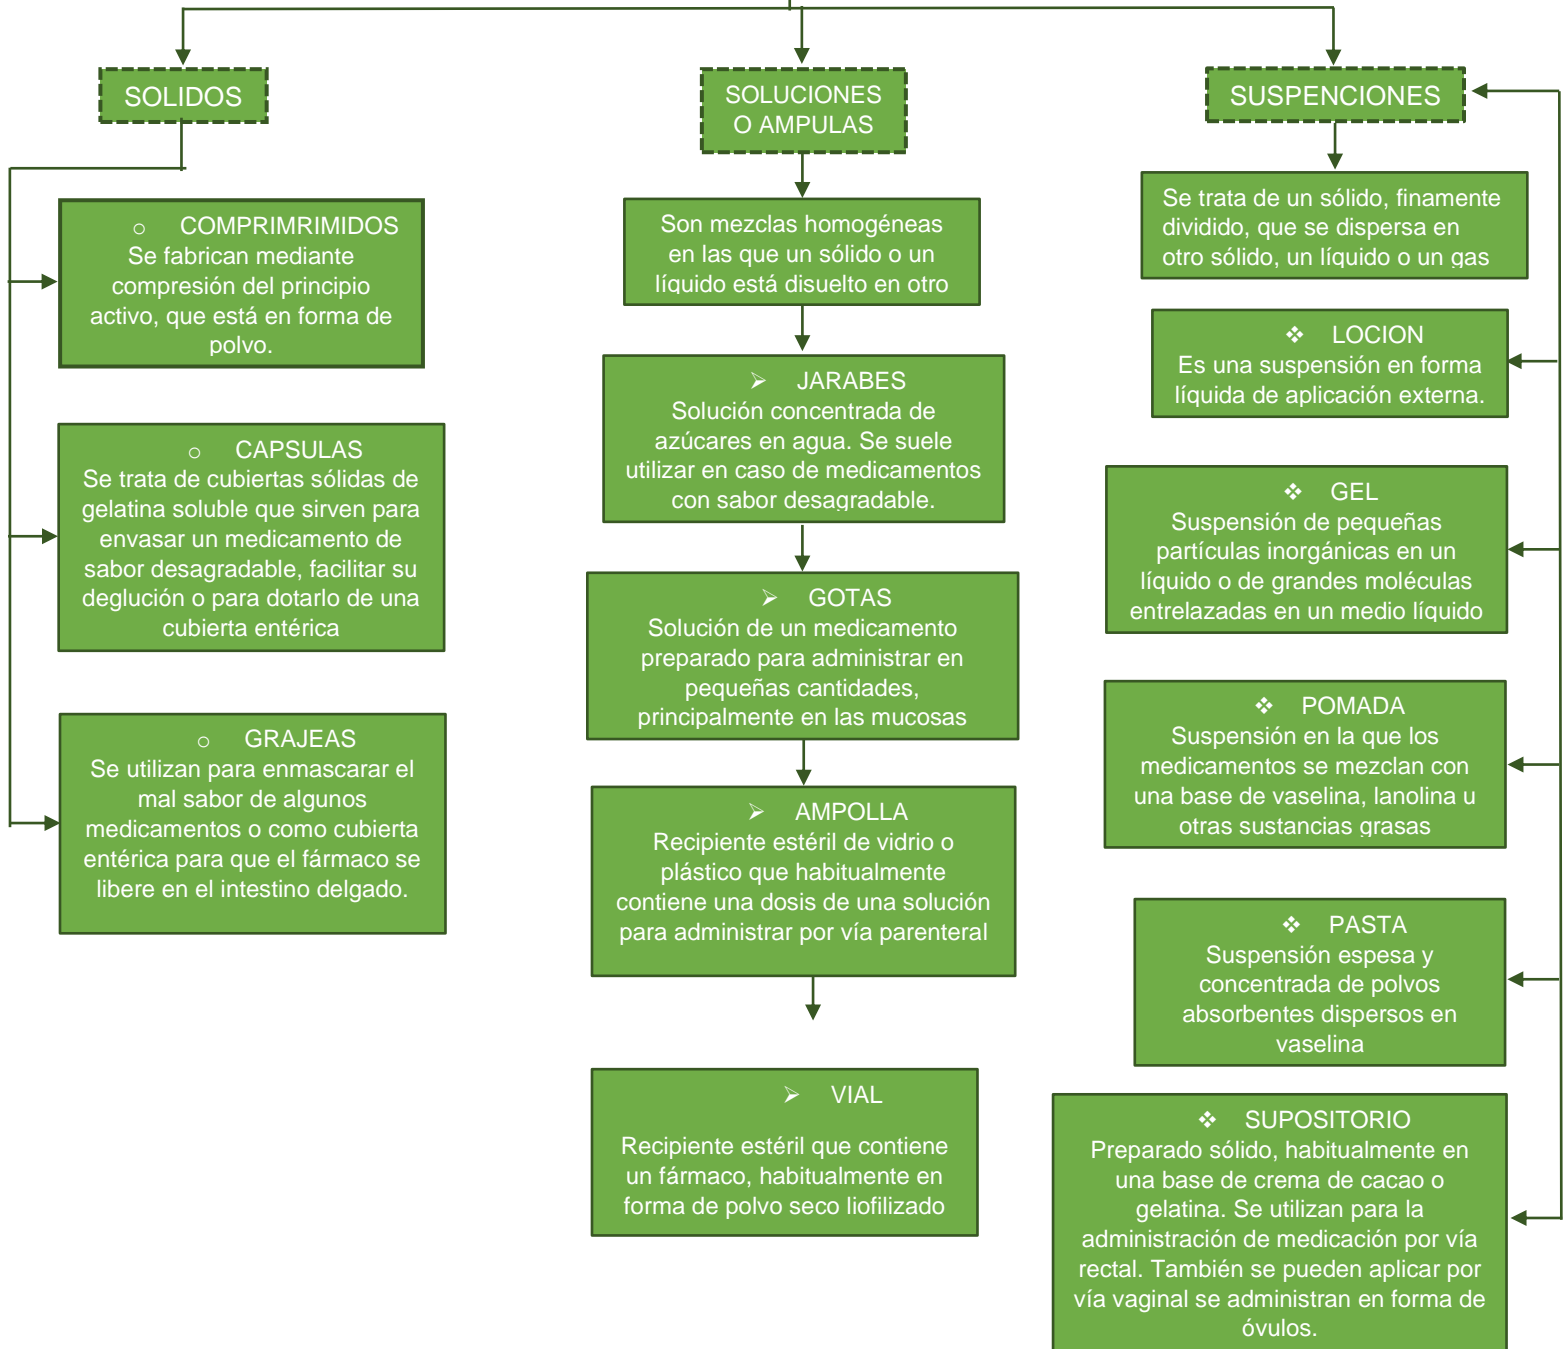 SOLIDOS
○ COMPRIMRIMIDOS
Se fabrican mediante
compresión del principio
activo, que está en forma de
polvo.
○ CAPSULAS
Se trata de cubiertas sólidas de
gelatina soluble que sirven para
envasar un medicamento de
sabor desagradable, facilitar su
deglución o para dotarlo de una
cubierta entérica
○ GRAJEAS
Se utilizan para enmascarar el
mal sabor de algunos
medicamentos o como cubierta
entérica para que el fármaco se
libere en el intestino delgado.
SOLUCIONES
O AMPULAS
Son mezclas homogéneas
en las que un sólido o un
líquido está disuelto en otro
➢ JARABES
Solución concentrada de
azúcares en agua. Se suele
utilizar en caso de medicamentos
con sabor desagradable.
➢ GOTAS
Solución de un medicamento
preparado para administrar en
pequeñas cantidades,
principalmente en las mucosas
➢ AMPOLLA
Recipiente estéril de vidrio o
plástico que habitualmente
contiene una dosis de una solución
para administrar por vía parenteral
➢ VIAL
Recipiente estéril que contiene
un fármaco, habitualmente en
forma de polvo seco liofilizado
SUSPENCIONES
Se trata de un sólido, finamente
dividido, que se dispersa en
otro sólido, un líquido o un gas
❖ LOCION
Es una suspensión en forma
líquida de aplicación externa.
❖ GEL
Suspensión de pequeñas
partículas inorgánicas en un
líquido o de grandes moléculas
entrelazadas en un medio líquido
❖ POMADA
Suspensión en la que los
medicamentos se mezclan con
una base de vaselina, lanolina u
otras sustancias grasas
❖ PASTA
Suspensión espesa y
concentrada de polvos
absorbentes dispersos en
vaselina
❖ SUPOSITORIO
Preparado sólido, habitualmente en
una base de crema de cacao o
gelatina. Se utilizan para la
administración de medicación por vía
rectal. También se pueden aplicar por
vía vaginal se administran en forma de
óvulos.